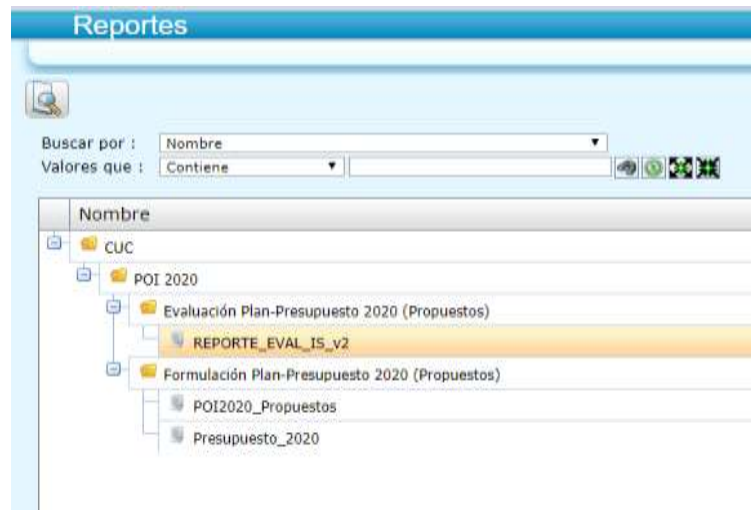 Reportes
Buscar por : Nombre
Valores que : Contiene
Nombre
CUC
POI 2020
Evaluación Plan-Presupuesto 2020 (Propuestos)
REPORTE_EVAL_IS_v2
Formulación Plan-Presupuesto 2020 (Propuestos)
POI2020_Propuestos
Presupuesto_2020